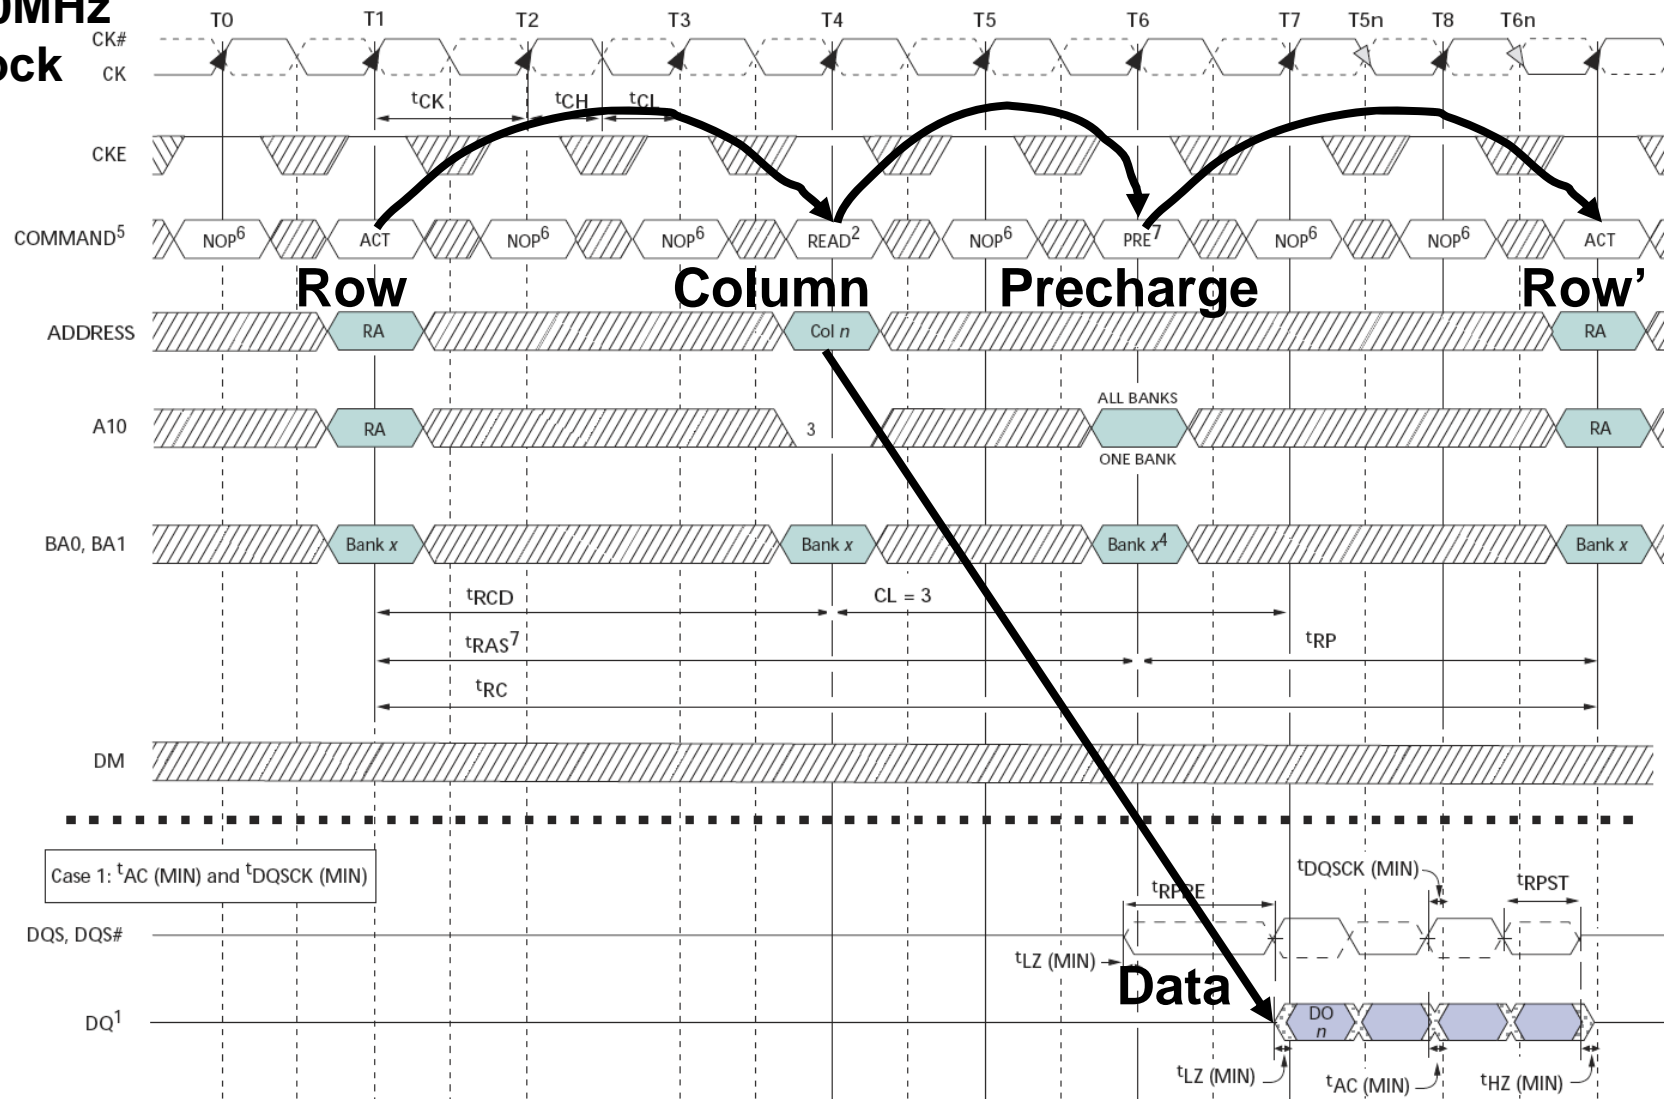 0MHz
ock
T0 T1 T2 T3 T4 T5 T6 T7 T5n T8 T6n
CK#
CK
tCK tCH tCL
CKE
COMMAND5 NOP6 ACT NOP6 NOP6 READ2 NOP6 PRE7 NOP6 NOP6 ACT
Row Column Precharge Row’
ADDRESS RA Col n RA
ALL BANKS
A10 RA 3 RA
ONE BANK
BA0, BA1 Bank x Bank x Bank x4 Bank x
tRCD CL = 3
tRAS7 tRP
tRC
DM
Case 1: tAC (MIN) and tDQSCK (MIN)
tDQSCK (MIN)
tRPRE tRPST
DQS, DQS#
tLZ (MIN)
Data
DQ1 DO
n
tLZ (MIN) tAC (MIN) tHZ (MIN)